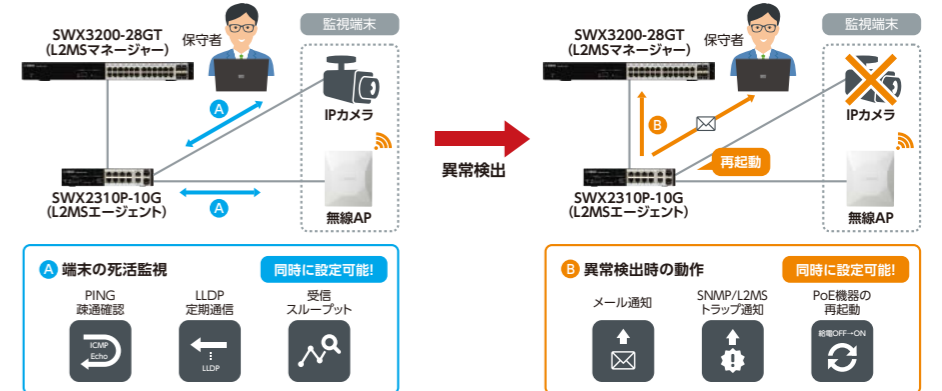 SWX3200-28GT
(L2MSマネージャー)
保守者
監視端末
A
IPカメラ
SWX2310P-10G
(L2MSエージェント)
A
無線AP
異常検出
SWX3200-28GT
(L2MSマネージャー)
保守者
監視端末
B
IPカメラ
再起動
SWX2310P-10G
(L2MSエージェント)
無線AP
A 端末の死活監視
同時に設定可能!
PING
疎通確認
ICMP
Echo
LLDP
定期通信
LLDP
受信
スループット
B 異常検出時の動作
同時に設定可能!
メール通知
SNMP/L2MS
トラップ通知
PoE機器の
再起動
給電OFF→ON